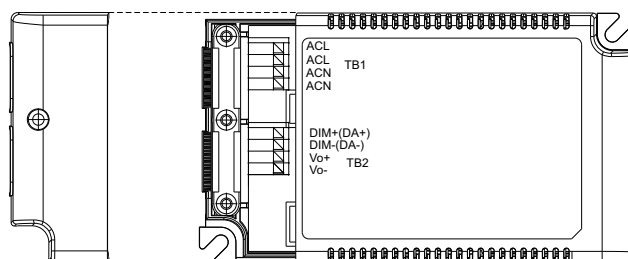 ACL
ACL
ACN
ACN
TB1
DIM+(DA+)
DIM-(DA-)
Vo+
Vo-
TB2